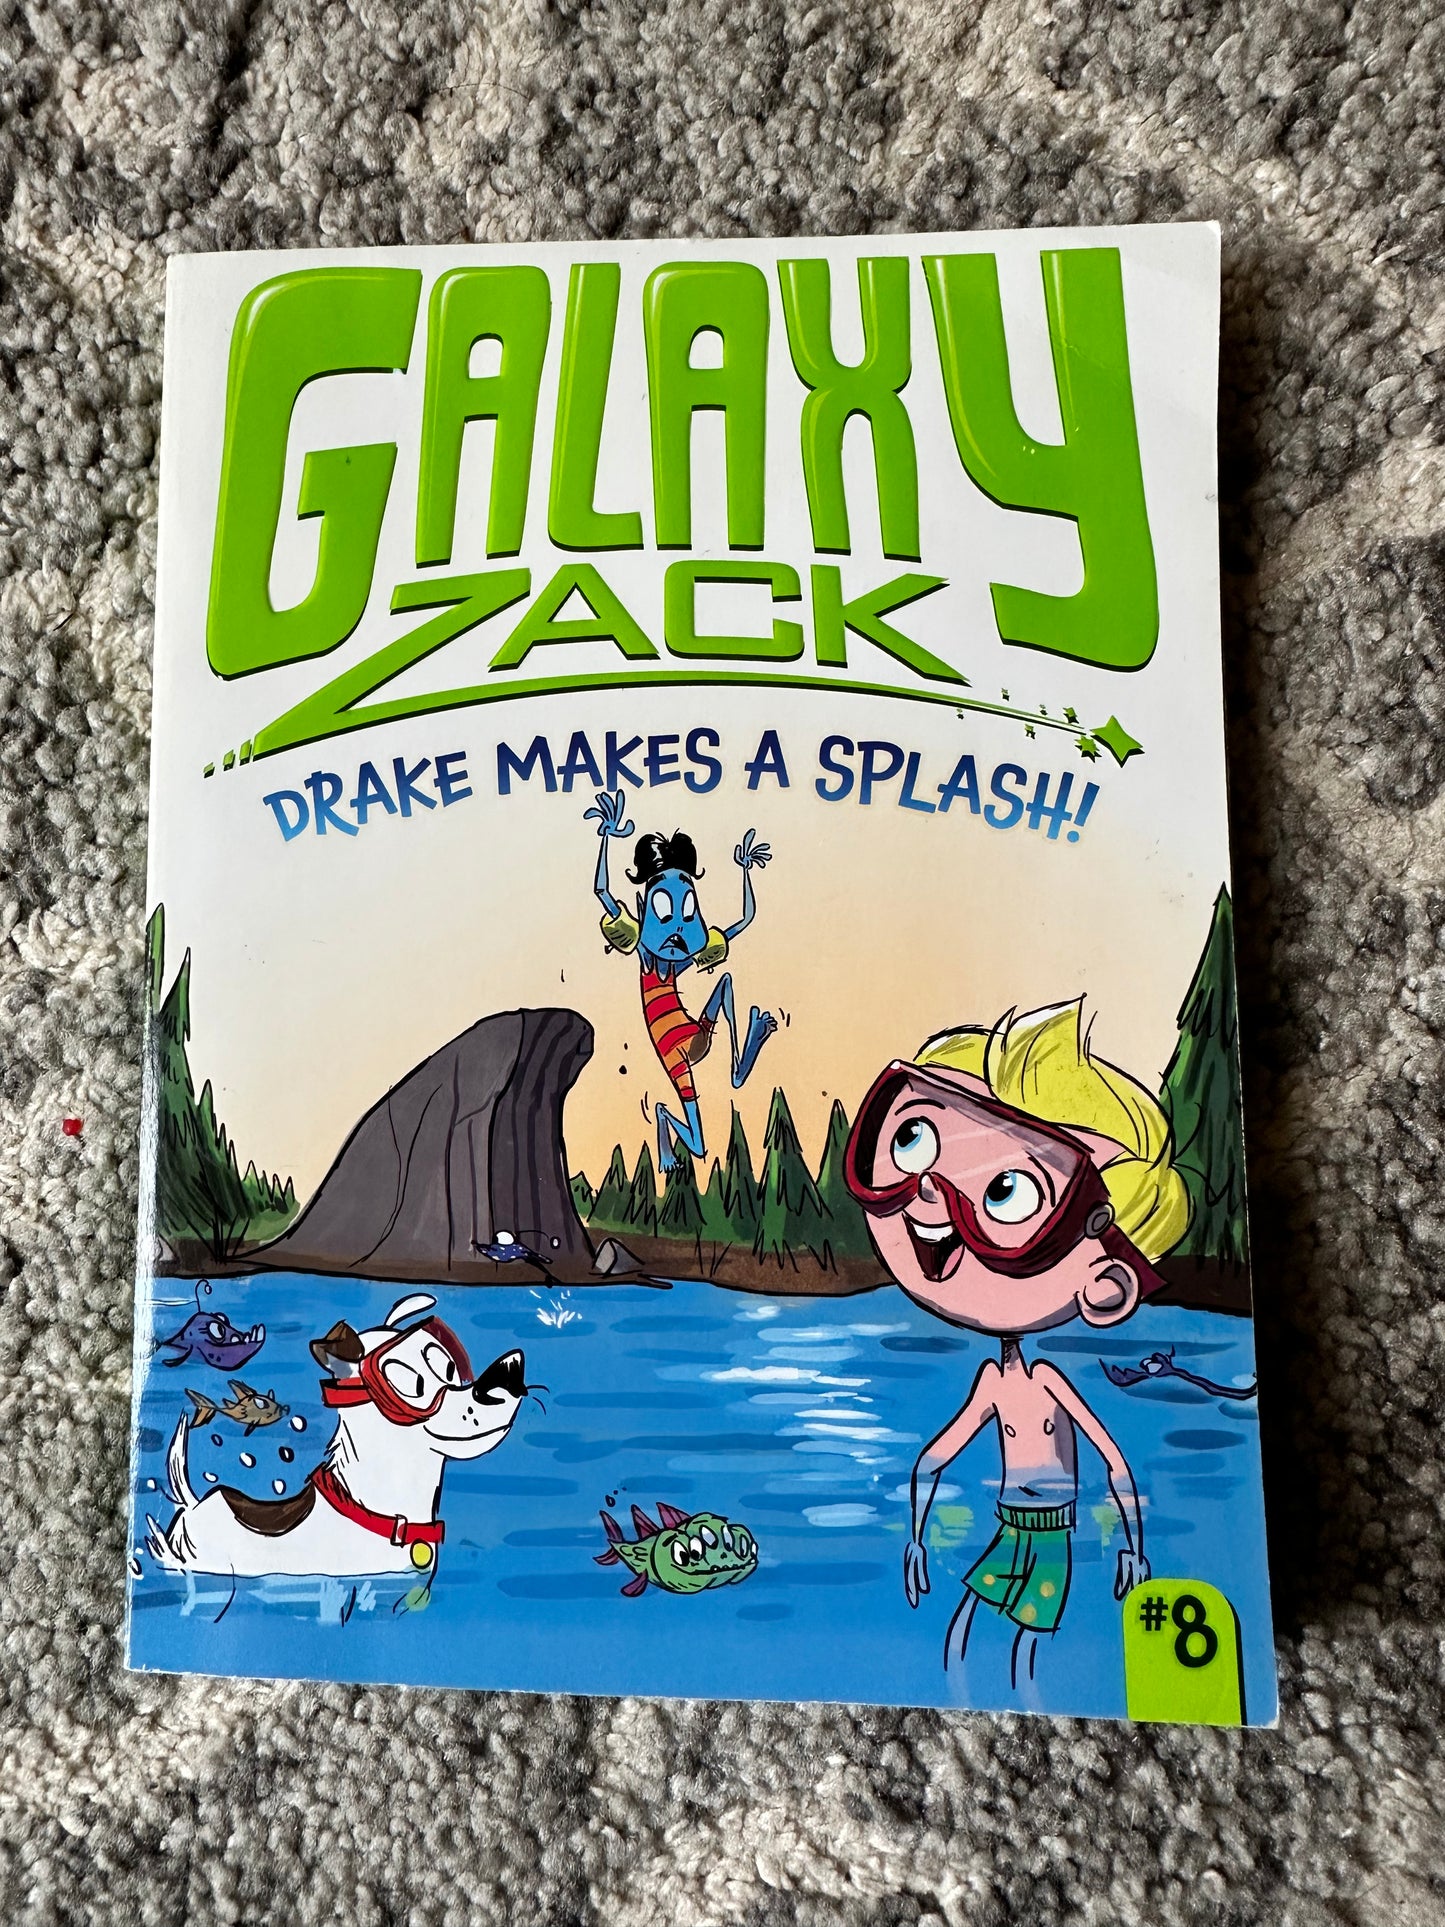 GALAXY
ZACK
DRAKE MAKES A SPLASH!
#8